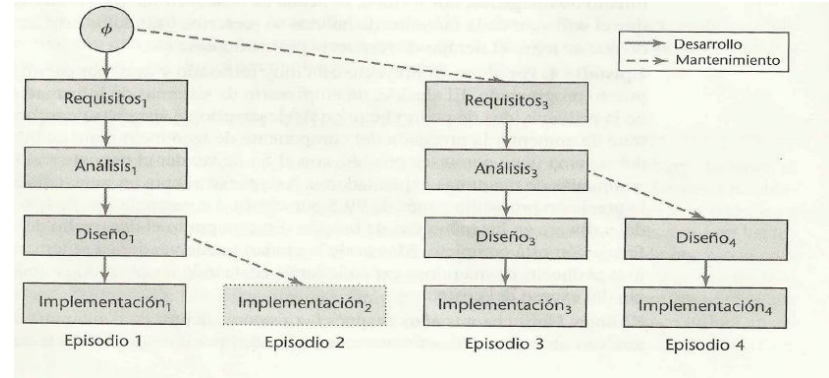 ϕ
Desarrollo
Mantenimiento
Requisitos₁
Requisitos₃
Análisis₁
Análisis₃
Diseño₁
Diseño₃
Diseño₄
Implementación₁
Implementación₂
Implementación₃
Implementación₄
Episodio 1
Episodio 2
Episodio 3
Episodio 4